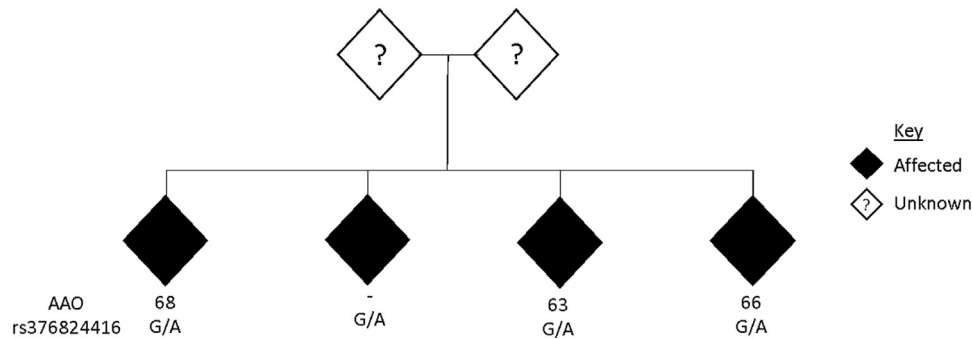 ? ?
Key
Affected
? Unknown
AAO 68 - 63 66
rs376824416 G/A G/A G/A G/A